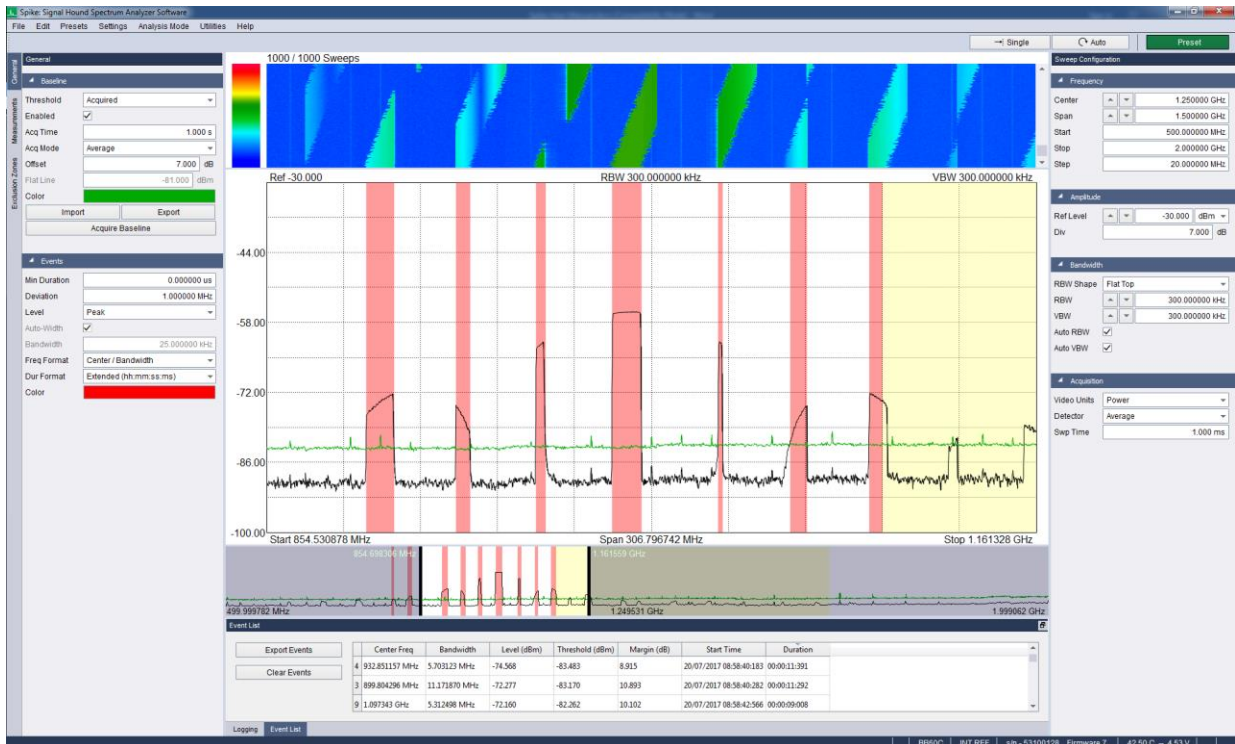 Spike: Signal Hound Spectrum Analyzer Software
File Edit Presets Settings Analysis Mode Utilities Help
Single Auto Preset
General
Measurements
Exclusion Zones
General
Baseline
Threshold Acquired
Enabled
Acq Time 1.000 s
Acq Mode Average
Offset 7.000 dB
Flat Line -81.000 dBm
Color
Import Export
Acquire Baseline
Events
Min Duration 0.000000 us
Deviation 1.000000 MHz
Level Peak
Auto-Width
Bandwidth 25.000000 kHz
Freq Format Center / Bandwidth
Dur Format Extended (hh:mm:ss:ms)
Color
1000 / 1000 Sweeps
Ref -30.000 RBW 300.000000 kHz VBW 300.000000 kHz
-44.00
-58.00
-72.00
-86.00
-100.00
Start 854.530878 MHz Span 306.796742 MHz Stop 1.161328 GHz
854.698306 MHz 1.161559 GHz
499.999782 MHz 1.249531 GHz 1.999062 GHz
Event List
Export Events
Clear Events
Center Freq Bandwidth Level (dBm) Threshold (dBm) Margin (dB) Start Time Duration
4 932.851157 MHz 5.703123 MHz -74.568 -83.483 8.915 20/07/2017 08:58:40:183 00:00:11:391
3 899.804296 MHz 11.171870 MHz -72.277 -83.170 10.893 20/07/2017 08:58:40:282 00:00:11:292
9 1.097343 GHz 5.312498 MHz -72.160 -82.262 10.102 20/07/2017 08:58:42:566 00:00:09:008
Logging Event List
Sweep Configuration
Frequency
Center 1.250000 GHz
Span 1.500000 GHz
Start 500.000000 MHz
Stop 2.000000 GHz
Step 20.000000 MHz
Amplitude
Ref Level -30.000 dBm
Div 7.000 dB
Bandwidth
RBW Shape Flat Top
RBW 300.000000 kHz
VBW 300.000000 kHz
Auto RBW
Auto VBW
Acquisition
Video Units Power
Detector Average
Swp Time 1.000 ms
BB60C INT REF s/n - 53100128 Firmware 7 42.50 C -- 4.53 V